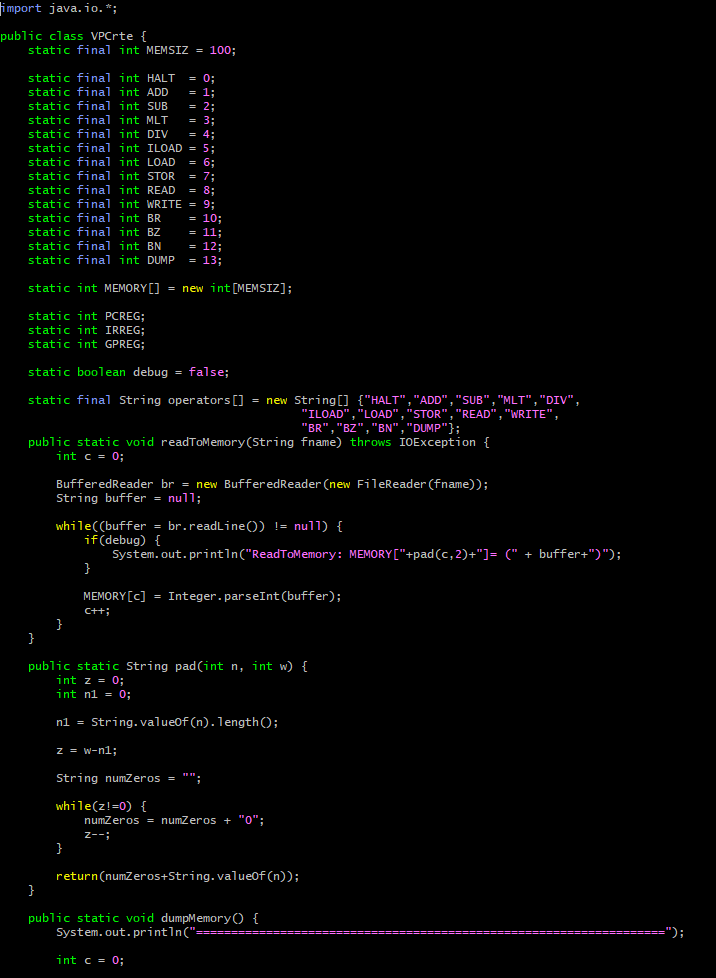 import java.io.*;

public class VPCrte {
    static final int MEMSIZ = 100;

    static final int HALT  = 0;
    static final int ADD   = 1;
    static final int SUB   = 2;
    static final int MLT   = 3;
    static final int DIV   = 4;
    static final int ILOAD = 5;
    static final int LOAD  = 6;
    static final int STOR  = 7;
    static final int READ  = 8;
    static final int WRITE = 9;
    static final int BR    = 10;
    static final int BZ    = 11;
    static final int BN    = 12;
    static final int DUMP  = 13;

    static int MEMORY[] = new int[MEMSIZ];

    static int PCREG;
    static int IRREG;
    static int GPREG;

    static boolean debug = false;

    static final String operators[] = new String[] {"HALT","ADD","SUB","MLT","DIV",
                                           "ILOAD","LOAD","STOR","READ","WRITE",
                                           "BR","BZ","BN","DUMP"};
    public static void readToMemory(String fname) throws IOException {
        int c = 0;

        BufferedReader br = new BufferedReader(new FileReader(fname));
        String buffer = null;

        while((buffer = br.readLine()) != null) {
            if(debug) {
                System.out.println("ReadToMemory: MEMORY["+pad(c,2)+"]= (" + buffer+")");
            }

            MEMORY[c] = Integer.parseInt(buffer);
            c++;
        }
    }

    public static String pad(int n, int w) {
        int z = 0;
        int n1 = 0;

        n1 = String.valueOf(n).length();

        z = w-n1;

        String numZeros = "";

        while(z!=0) {
            numZeros = numZeros + "0";
            z--;
        }

        return(numZeros+String.valueOf(n));
    }

    public static void dumpMemory() {
        System.out.println("===================================================================");

        int c = 0;